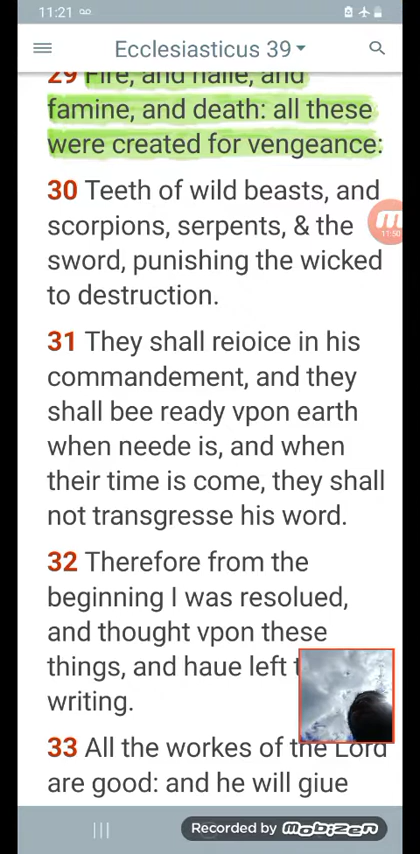 11:21
Ecclesiasticus 39
29 Fire, and haile, and
famine, and death: all these
were created for vengeance:
30 Teeth of wild beasts, and
scorpions, serpents, & the
11:50
sword, punishing the wicked
to destruction.
31 They shall reioice in his
commandement, and they
shall bee ready vpon earth
when neede is, and when
their time is come, they shall
not transgresse his word.
32 Therefore from the
beginning I was resolued,
and thought vpon these
things, and haue left
writing.
33 All the workes of the Lord
are good: and he will giue
Recorded by mobizen